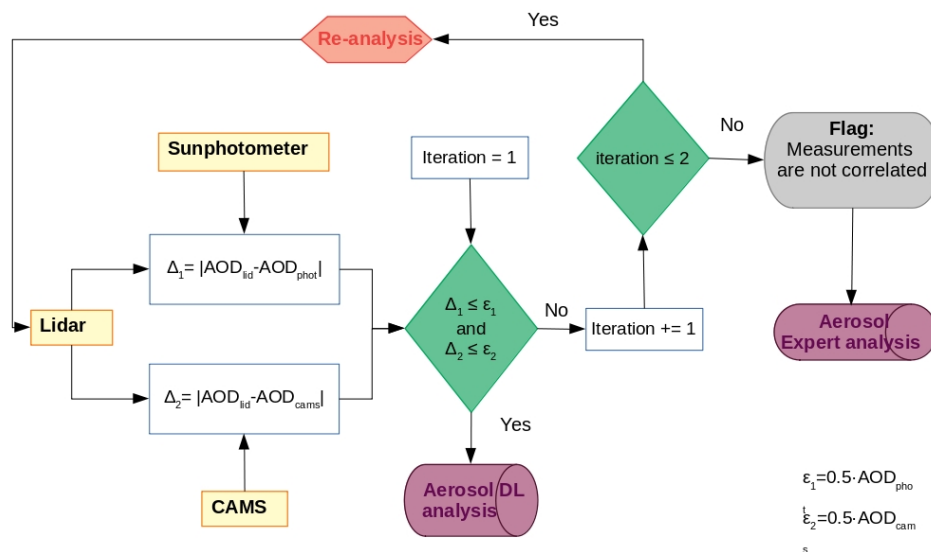 Yes
Re-analysis
Sunphotometer
Iteration = 1
iteration ≤ 2
No
Flag:
Measurements
are not correlated
Δ₁= |AODlid-AODphot|
Lidar
Δ₁ ≤ ε₁
and
Δ₂ ≤ ε₂
No
Iteration += 1
Aerosol
Expert analysis
Δ₂= |AODlid-AODcams|
Yes
CAMS
Aerosol DL
analysis
ε₁=0.5·AODpho
t
ε₂=0.5·AODcam
s